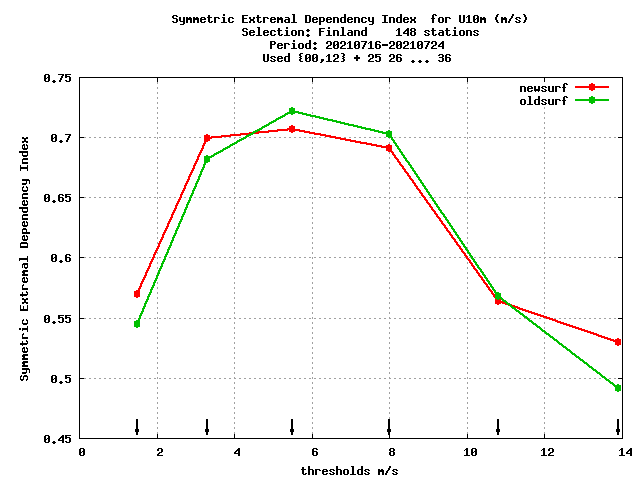 Symmetric Extremal Dependency Index  for U10m (m/s)
Selection: Finland    148 stations
Period: 20210716-20210724
Used {00,12} + 25 26 ... 36
newsurf
oldsurf
0.75
0.7
0.65
0.6
0.55
0.5
0.45
Symmetric Extremal Dependency Index
0 2 4 6 8 10 12 14
thresholds m/s